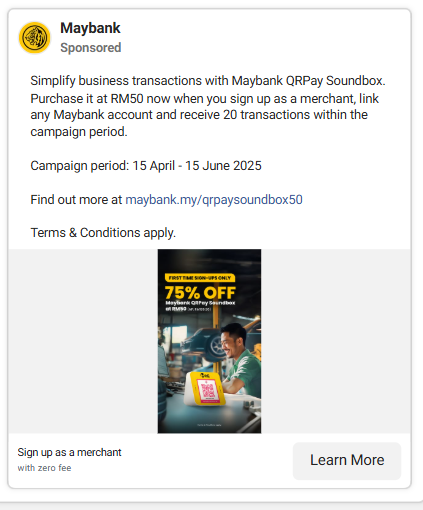 Maybank
Sponsored
Simplify business transactions with Maybank QRPay Soundbox.
Purchase it at RM50 now when you sign up as a merchant, link
any Maybank account and receive 20 transactions within the
campaign period.
Campaign period: 15 April - 15 June 2025
Find out more at maybank.my/qrpaysoundbox50
Terms & Conditions apply.
FIRST TIME SIGN-UPS ONLY
75% OFF
Maybank QRPay Soundbox
at RM50
Sign up as a merchant
with zero fee
Learn More